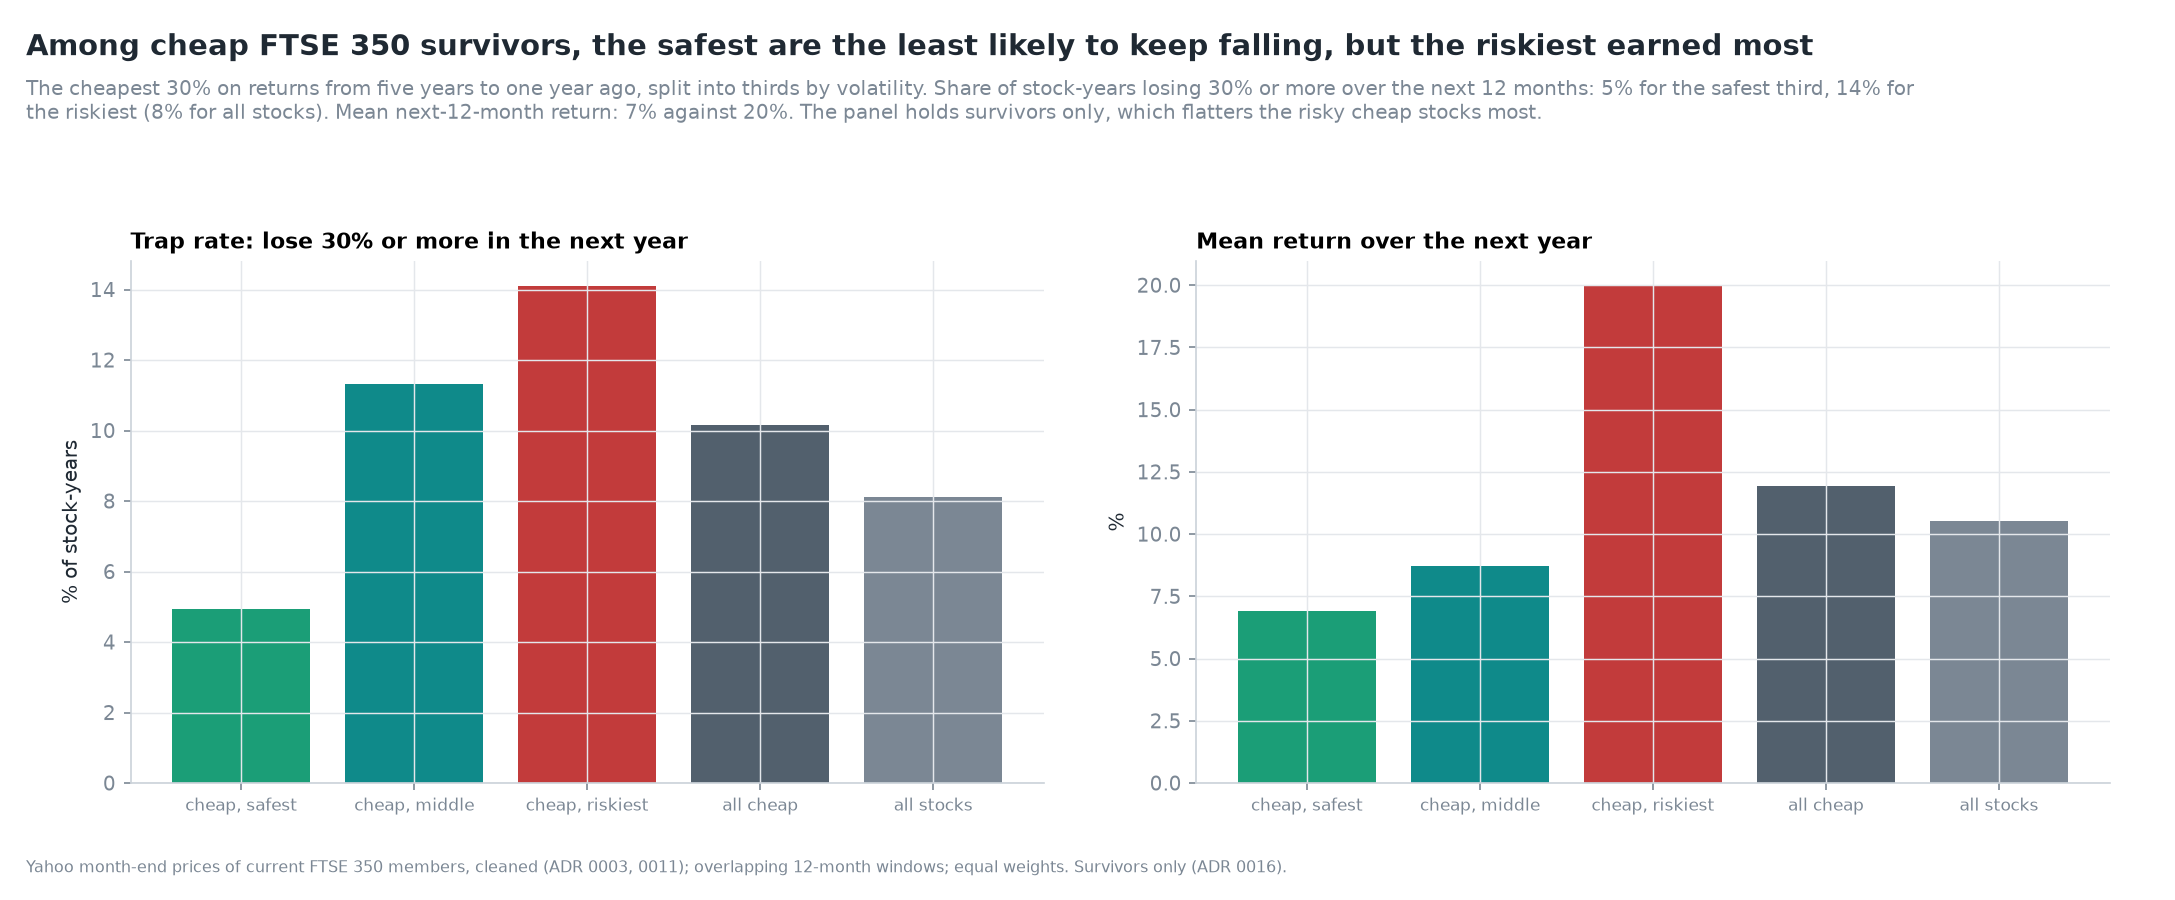 Among cheap FTSE 350 survivors, the safest are the least likely to keep falling, but the riskiest earned most
The cheapest 30% on returns from five years to one year ago, split into thirds by volatility. Share of stock-years losing 30% or more over the next 12 months: 5% for the safest third, 14% for
the riskiest (8% for all stocks). Mean next-12-month return: 7% against 20%. The panel holds survivors only, which flatters the risky cheap stocks most.
Trap rate: lose 30% or more in the next year
% of stock-years
14
12
10
8
6
4
2
0
cheap, safest
cheap, middle
cheap, riskiest
all cheap
all stocks
Mean return over the next year
%
20.0
17.5
15.0
12.5
10.0
7.5
5.0
2.5
0.0
cheap, safest
cheap, middle
cheap, riskiest
all cheap
all stocks
Yahoo month-end prices of current FTSE 350 members, cleaned (ADR 0003, 0011); overlapping 12-month windows; equal weights. Survivors only (ADR 0016).